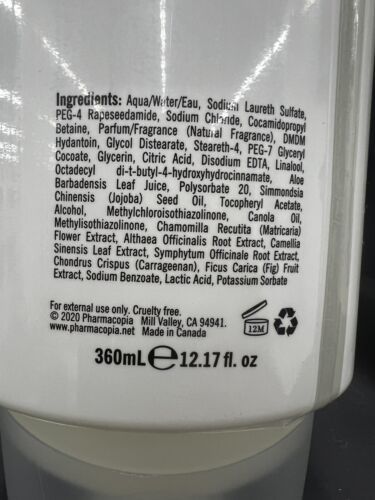 Ingredients: Aqua/Water/Eau, Sodium Laureth Sulfate,
PEG-4 Rapeseedamide, Sodium Chloride, Cocamidopropyl
Betaine, Parfum/Fragrance (Natural Fragrance), DMDM
Hydantoin, Glycol Distearate, Steareth-4, PEG-7 Glyceryl
Cocoate, Glycerin, Citric Acid, Disodium EDTA, Linalool,
Octadecyl di-t-butyl-4-hydroxyhydrocinnamate, Aloe
Barbadensis Leaf Juice, Polysorbate 20, Simmondsia
Chinensis (Jojoba) Seed Oil, Tocopheryl Acetate,
Alcohol, Methylchloroisothiazolinone, Canola Oil,
Methylisothiazolinone, Chamomilla Recutita (Matricaria)
Flower Extract, Althaea Officinalis Root Extract, Camellia
Sinensis Leaf Extract, Symphytum Officinale Root Extract,
Chondrus Crispus (Carrageenan), Ficus Carica (Fig) Fruit
Extract, Sodium Benzoate, Lactic Acid, Potassium Sorbate
For external use only. Cruelty free.
© 2020 Pharmacopia Mill Valley, CA 94941.
www.pharmacopia.net Made in Canada
12M
360mL℮12.17 fl. oz